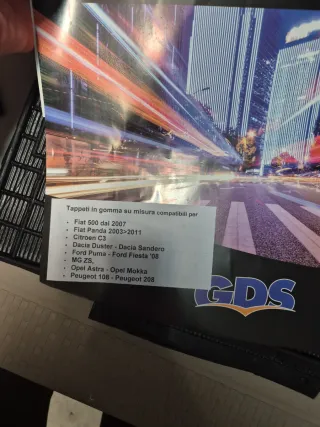 Tappeti in gomma su misura compatibili per
- Fiat 500 dal 2007
- Fiat Panda 2003>2011
- Citroen C3
- Dacia Duster - Dacia Sandero
- Ford Puma - Ford Fiesta '08
- MG ZS,
- Opel Astra - Opel Mokka
- Peugeot 108 - Peugeot 208
GDS